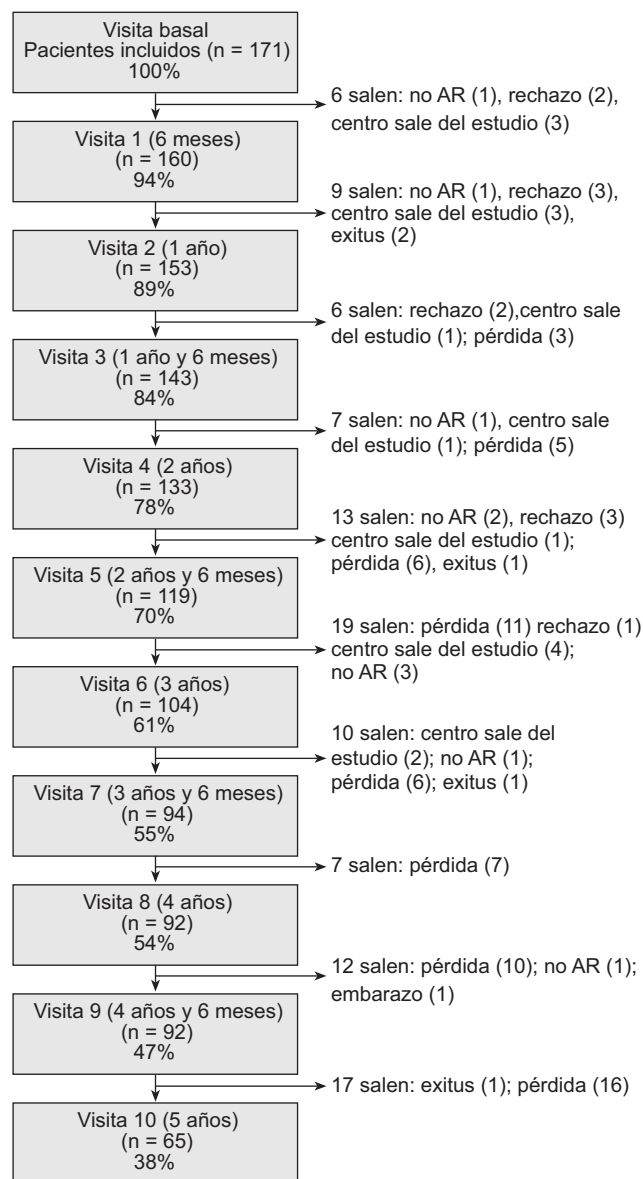 Visita basal
Pacientes incluidos (n = 171)
100%
6 salen: no AR (1), rechazo (2),
centro sale del estudio (3)
Visita 1 (6 meses)
(n = 160)
94%
9 salen: no AR (1), rechazo (3),
centro sale del estudio (3),
exitus (2)
Visita 2 (1 año)
(n = 153)
89%
6 salen: rechazo (2),centro sale
del estudio (1); pérdida (3)
Visita 3 (1 año y 6 meses)
(n = 143)
84%
7 salen: no AR (1), centro sale
del estudio (1); pérdida (5)
Visita 4 (2 años)
(n = 133)
78%
13 salen: no AR (2), rechazo (3)
centro sale del estudio (1);
pérdida (6), exitus (1)
Visita 5 (2 años y 6 meses)
(n = 119)
70%
19 salen: pérdida (11) rechazo (1)
centro sale del estudio (4);
no AR (3)
Visita 6 (3 años)
(n = 104)
61%
10 salen: centro sale del
estudio (2); no AR (1);
pérdida (6); exitus (1)
Visita 7 (3 años y 6 meses)
(n = 94)
55%
7 salen: pérdida (7)
Visita 8 (4 años)
(n = 92)
54%
12 salen: pérdida (10); no AR (1);
embarazo (1)
Visita 9 (4 años y 6 meses)
(n = 92)
47%
17 salen: exitus (1); pérdida (16)
Visita 10 (5 años)
(n = 65)
38%